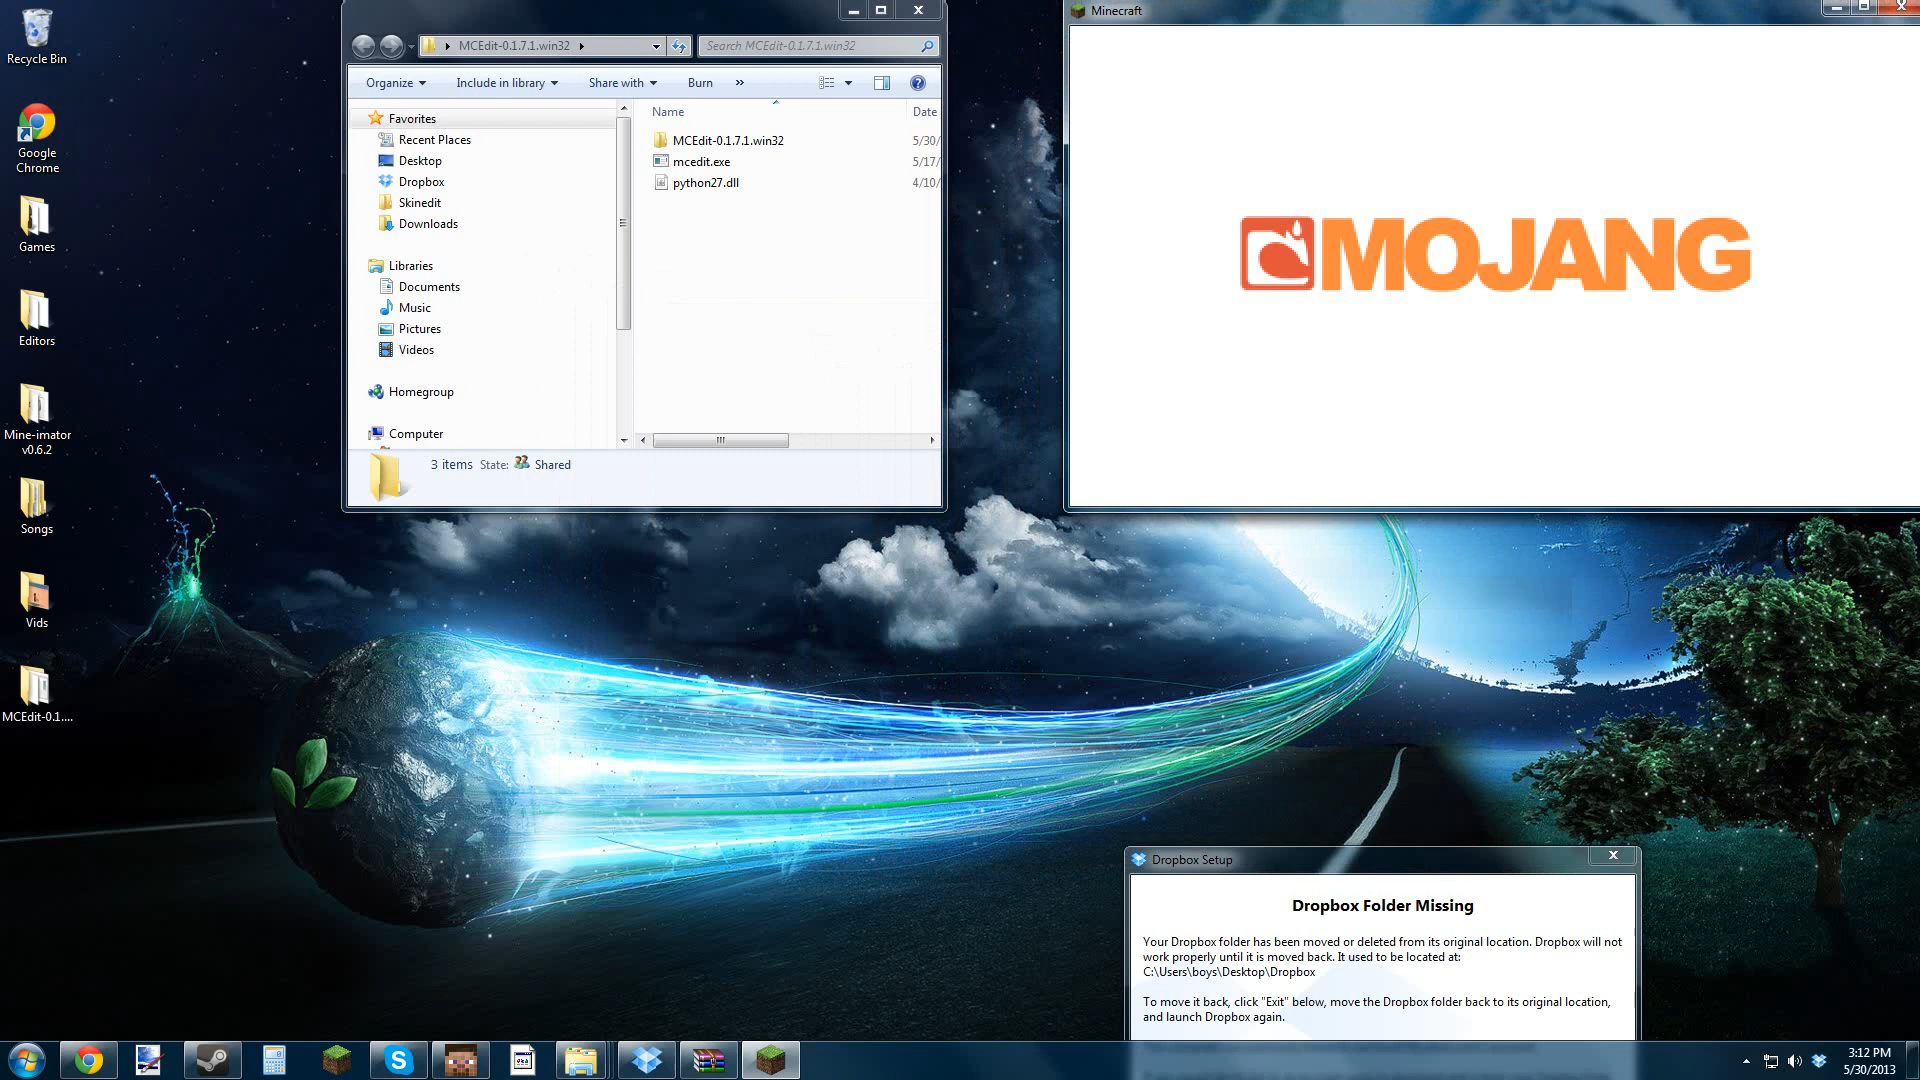 Recycle Bin
Google
Chrome
Games
Editors
Mine-imator
v0.6.2
Songs
Vids
MCEdit-0.1....
MCEdit-0.1.7.1.win32
Search MCEdit-0.1.7.1.win32
Organize
Include in library
Share with
Burn
»
Favorites
Recent Places
Desktop
Dropbox
Skinedit
Downloads
Libraries
Documents
Music
Pictures
Videos
Homegroup
Computer
Name
Date
MCEdit-0.1.7.1.win32
5/30/
mcedit.exe
5/17/
python27.dll
4/10/
3 items State: Shared
Minecraft
MOJANG
Dropbox Setup
Dropbox Folder Missing
Your Dropbox folder has been moved or deleted from its original location. Dropbox will not
work properly until it is moved back. It used to be located at:
C:\Users\boys\Desktop\Dropbox
To move it back, click "Exit" below, move the Dropbox folder back to its original location,
and launch Dropbox again.
3:12 PM
5/30/2013